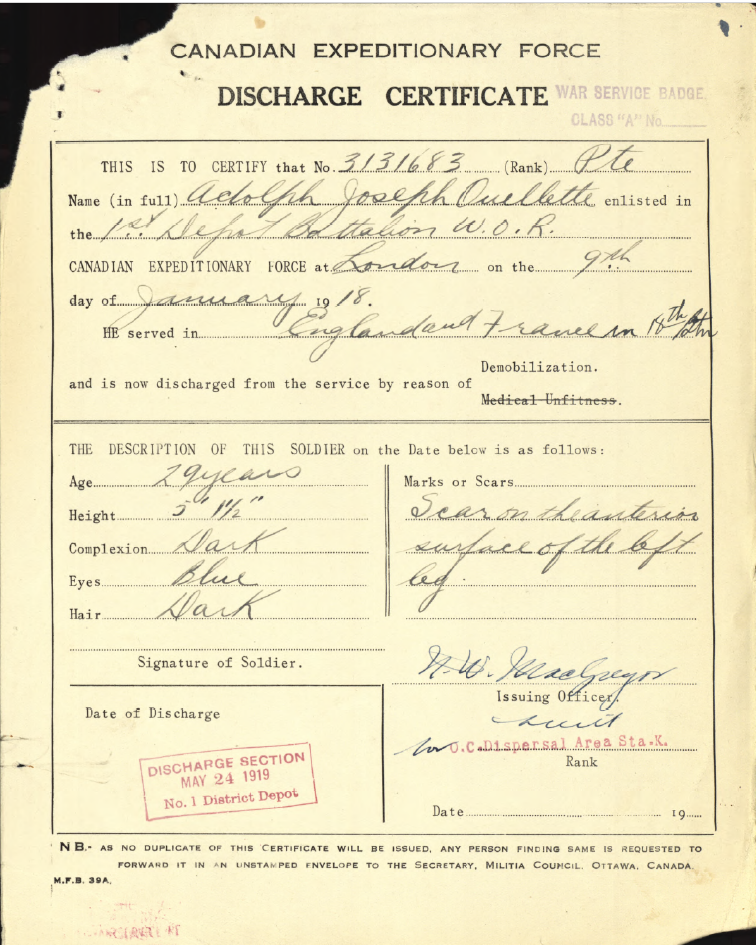 CANADIAN EXPEDITIONARY FORCE
DISCHARGE CERTIFICATE
WAR SERVICE BADGE.
CLASS "A" No
THIS IS TO CERTIFY that No. 3131683 (Rank) Pte
Name (in full) Adolph Joseph Ouellette enlisted in
the 1st Depot Battalion W.O.R.
CANADIAN EXPEDITIONARY FORCE at London on the 9th
day of January 19 18.
HE served in England and France in 18th Btn
Demobilization.
and is now discharged from the service by reason of
Medical Unfitness.
THE DESCRIPTION OF THIS SOLDIER on the Date below is as follows:
Age 29 years
Height 5" 1½"
Complexion Dark
Eyes Blue
Hair Dark
Marks or Scars
Scar on the anterior
surface of the left
leg.
Signature of Soldier.
Date of Discharge
DISCHARGE SECTION
MAY 24 1919
No. 1 District Depot
MacGregor
Issuing Officer.
Lieut
for O.C. Dispersal Area Sta. K.
Rank
Date 19
NB.- AS NO DUPLICATE OF THIS CERTIFICATE WILL BE ISSUED, ANY PERSON FINDING SAME IS REQUESTED TO
FORWARD IT IN AN UNSTAMPED ENVELOPE TO THE SECRETARY, MILITIA COUNCIL, OTTAWA, CANADA.
M.F.B. 39A.